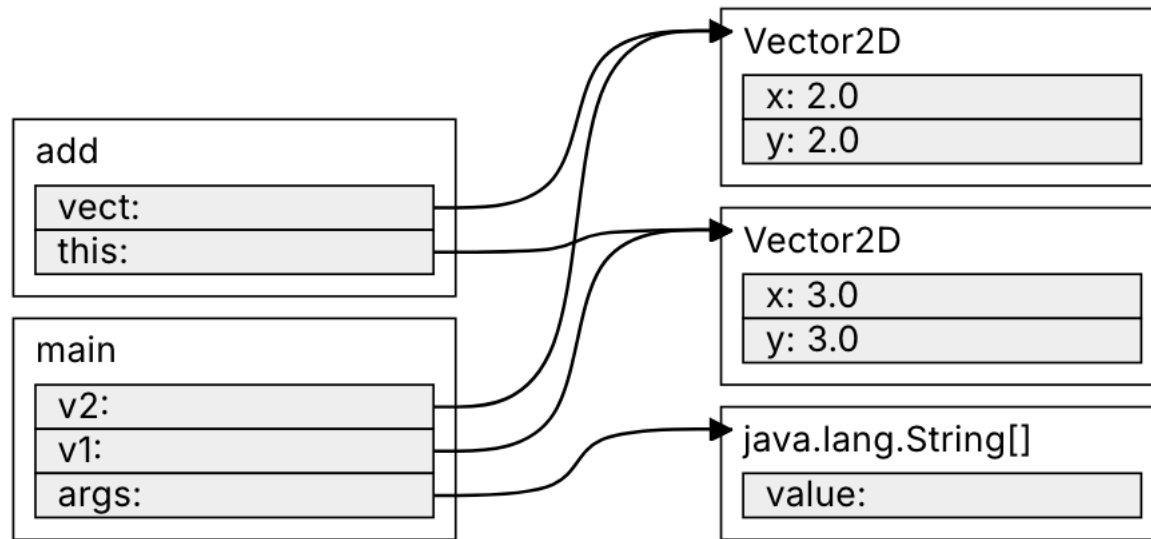 add
vect:
this:
main
v2:
v1:
args:
Vector2D
x: 2.0
y: 2.0
Vector2D
x: 3.0
y: 3.0
java.lang.String[]
value: